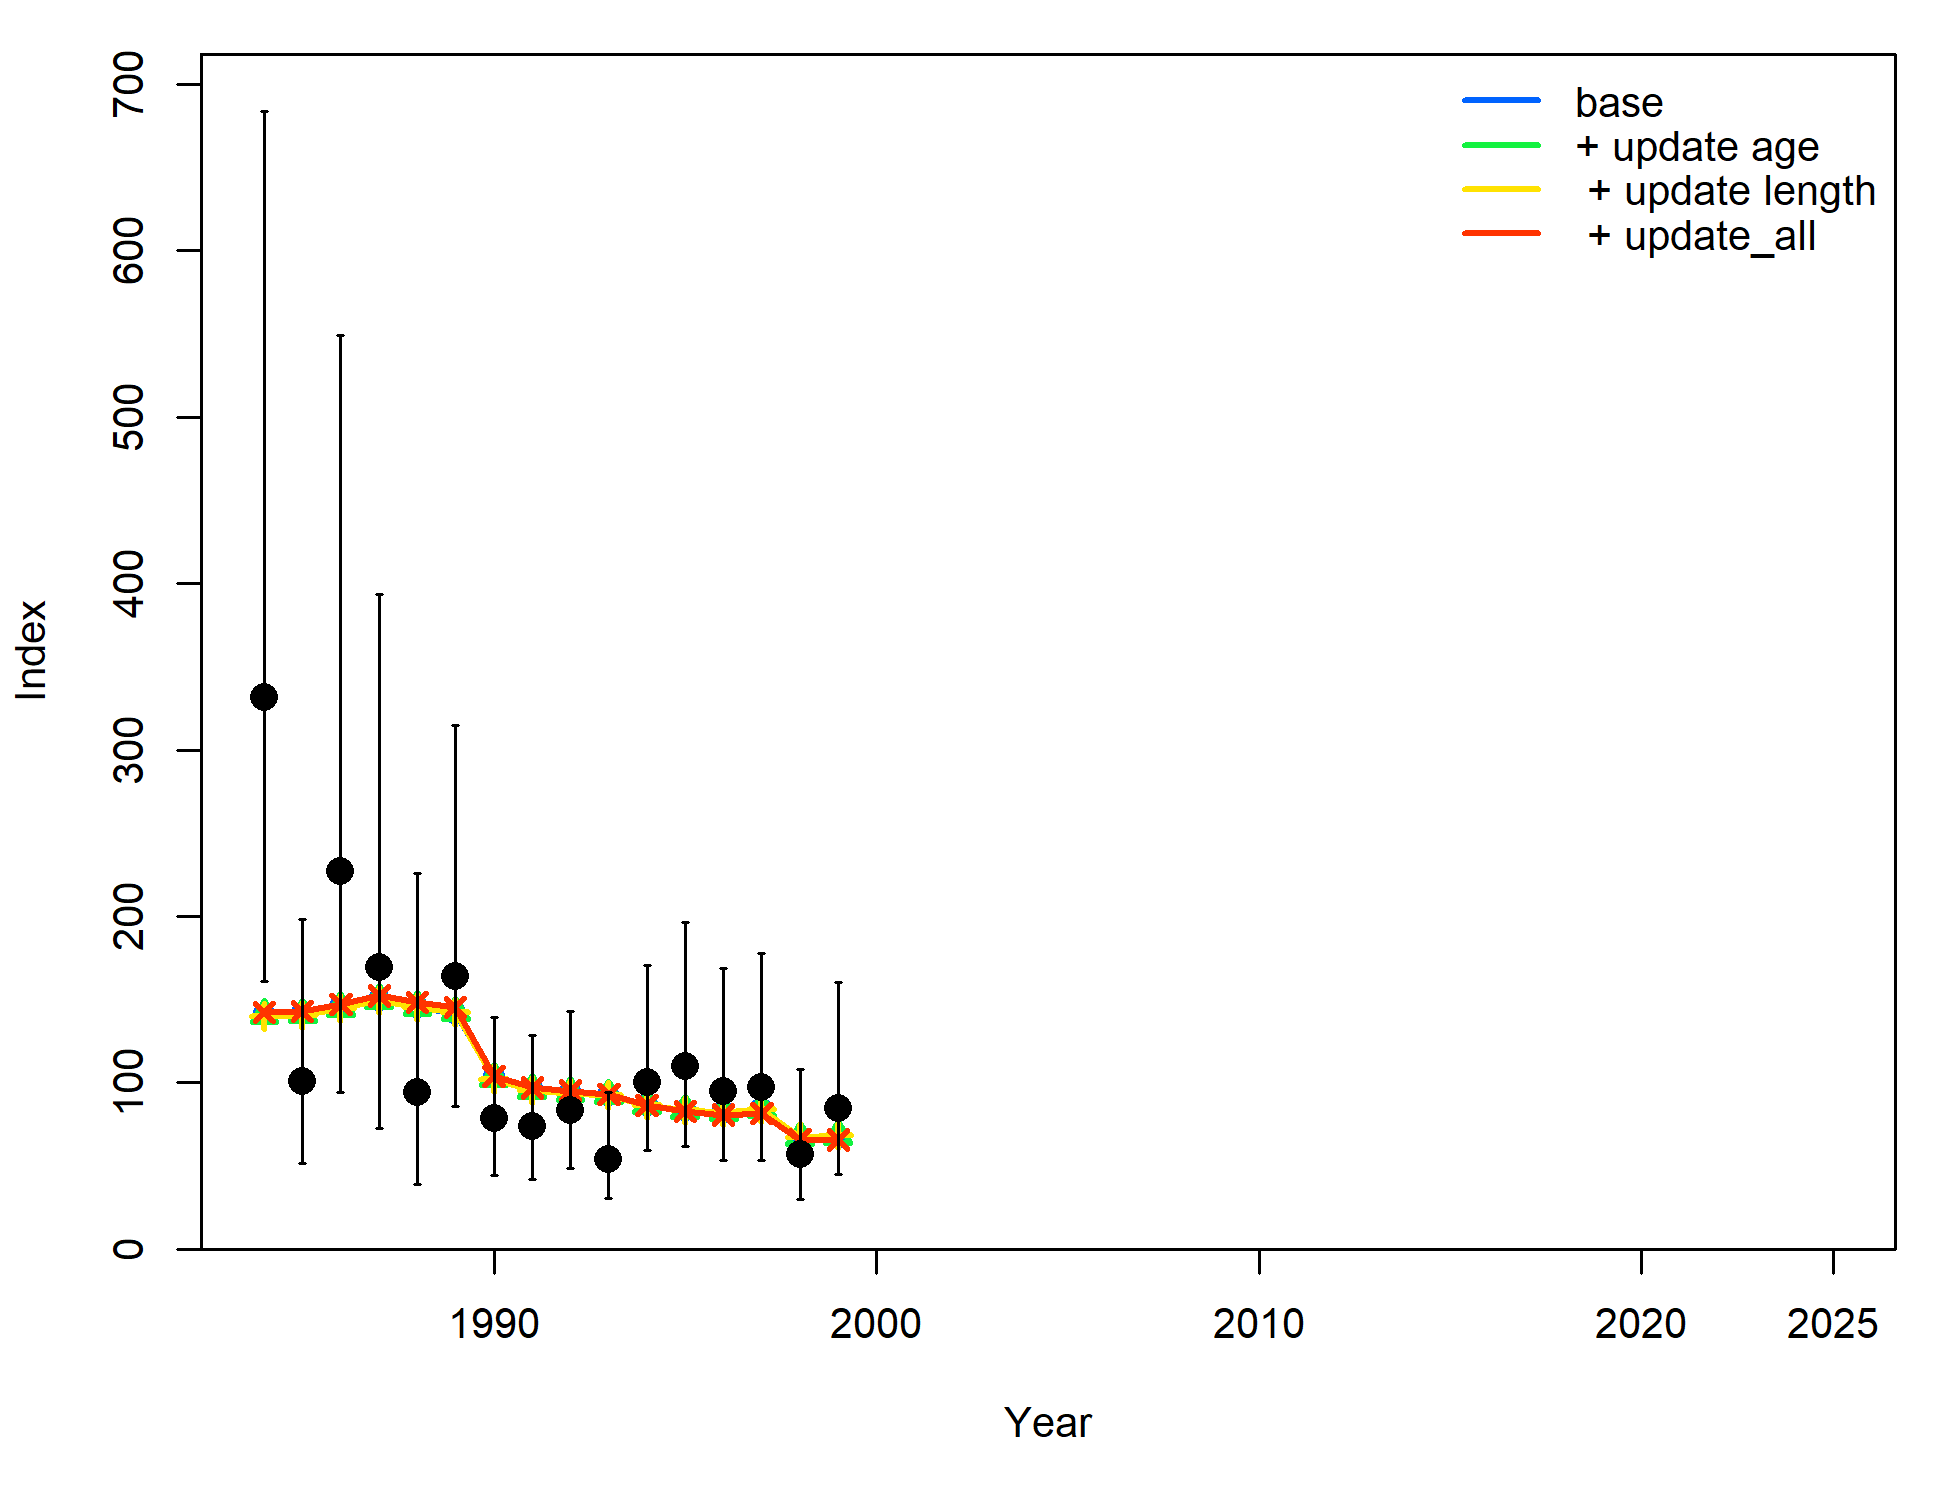 700
600
500
400
300
200
100
0
Index
base
+ update age
+ update length
+ update_all
1990 2000 2010 2020 2025
Year